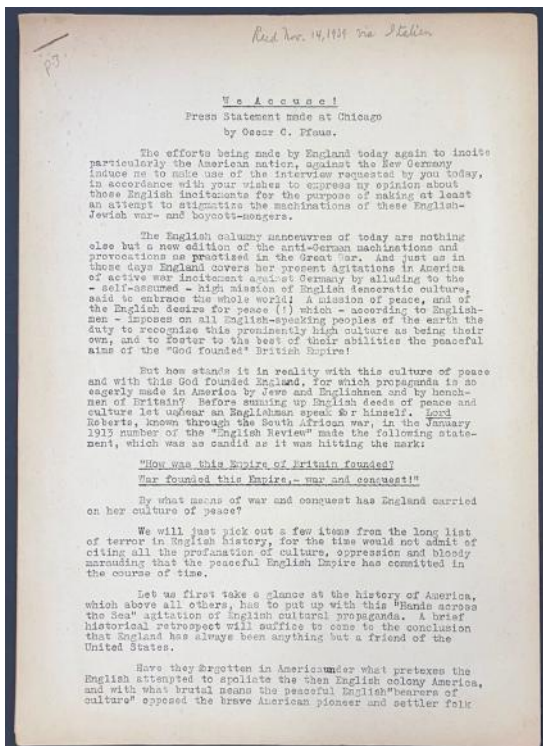 Recd Nov. 14, 1939 via Italien
p.3.
We Accuse!
Press Statement made at Chicago
by Oscar C. Pfaus.
The efforts being made by England today again to incite
particularly the American nation, against the New Germany
induce me to make use of the interview requested by you today,
in accordance with your wishes to express my opinion about
those English incitements for the purpose of making at least
an attempt to stigmatize the machinations of these English-
Jewish war- and boycott-mongers.
The English calumny manoeuvres of today are nothing
else but a new edition of the anti-German machinations and
provocations as practized in the Great War. And just as in
those days England covers her present agitations in America
of active war incitement against Germany by alluding to the
- self-assumed - high mission of English democratic culture,
said to embrace the whole world! A mission of peace, and of
the English desire for peace (!) which - according to English-
men - imposes on all English-speaking peoples of the earth the
duty to recognize this prominently high culture as being their
own, and to foster to the best of their abilities the peaceful
aims of the "God founded" British Empire!
But how stands it in reality with this culture of peace
and with this God founded England, for which propaganda is so
eagerly made in America by Jews and Englishmen and by hench-
men of Britain? Before summing up English deeds of peace and
culture let ushear an Englishman speak for himself. Lord
Roberts, known through the South African war, in the January
1913 number of the "English Review" made the following state-
ment, which was as candid as it was hitting the mark:
"How was this Empire of Britain founded?
War founded this Empire,- war and conquest!"
By what means of war and conquest has England carried
on her culture of peace?
We will just pick out a few items from the long list
of terror in English history, for the time would not admit of
citing all the profanation of culture, oppression and bloody
marauding that the peaceful English Empire has committed in
the course of time.
Let us first take a glance at the history of America,
which above all others, has to put up with this "Hands across
the Sea" agitation of English cultural propaganda. A brief
historical retrospect will suffice to come to the conclusion
that England has always been anything but a friend of the
United States.
Have they forgotten in Americaunder what pretexes the
English attempted to spoliate the then English colony America,
and with what brutal means the peaceful English"bearers of
culture" opposed the brave American pioneer and settler folk